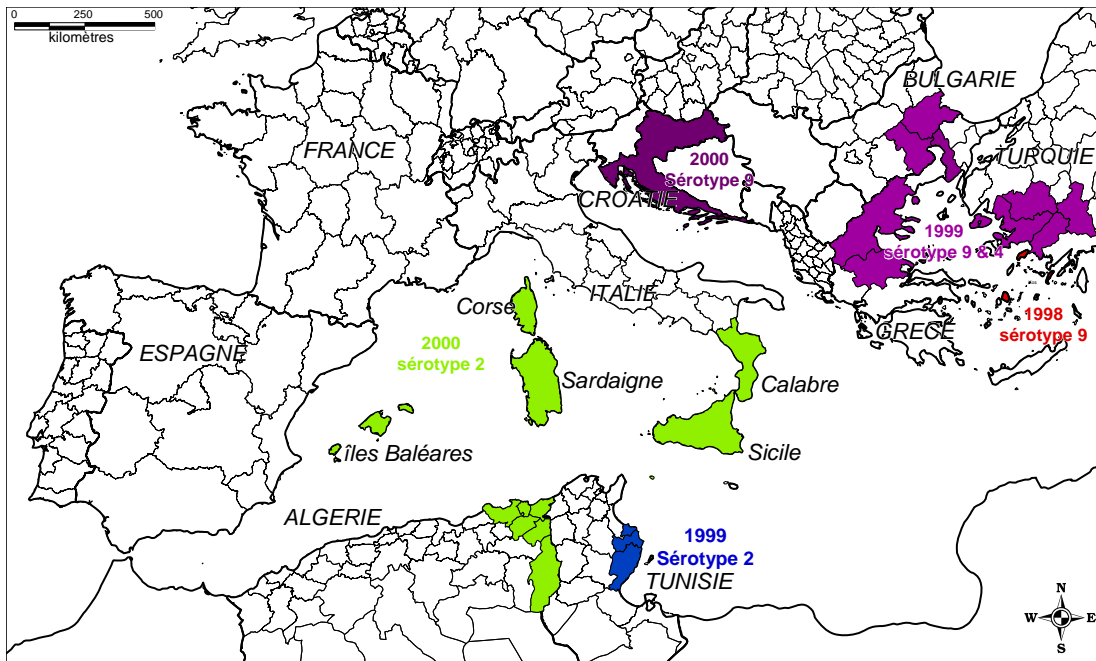 0 250 500
kilomètres
BULGARIE
FRANCE
2000
Sérotype 9
TURQUIE
CROATIE
1999
sérotype 9 & 4
ITALIE
Corse
1998
sérotype 9
GRECE
ESPAGNE
2000
sérotype 2
Sardaigne
Calabre
îles Baléares
Sicile
ALGERIE
1999
Sérotype 2
TUNISIE
N
W E
S